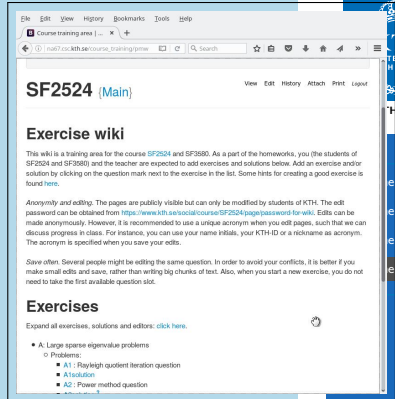 File Edit View History Bookmarks Tools Help
Course training area | ...
na67.csc.kth.se/course_training/pmw Search
SF2524 {Main} View Edit History Attach Print Logout
Exercise wiki
This wiki is a training area for the course SF2524 and SF3580. As a part of the homeworks, you (the students of
SF2524 and SF3580) and the teacher are expected to add exercises and solutions below. Add an exercise and/or
solution by clicking on the question mark next to the exercise in the list. Some hints for creating a good exercise is
found here.
Anonymity and editing. The pages are publicly visible but can only be modified by students of KTH. The edit
password can be obtained from https://www.kth.se/social/course/SF2524/page/password-for-wiki. Edits can be
made anonymously. However, it is recommended to use a unique acronym when you edit pages, such that we can
discuss progress in class. For instance, you can use your name initials, your KTH-ID or a nickname as acronym.
The acronym is specified when you save your edits.
Save often. Several people might be editing the same question. In order to avoid your conflicts, it is better if you
make small edits and save, rather than writing big chunks of text. Also, when you start a new exercise, you do not
need to take the first available question slot.
Exercises
Expand all exercises, solutions and editors: click here.
A: Large sparse eigenvalue problems
Problems:
A1 : Rayleigh quotient iteration question
A1solution
A2 : Power method question